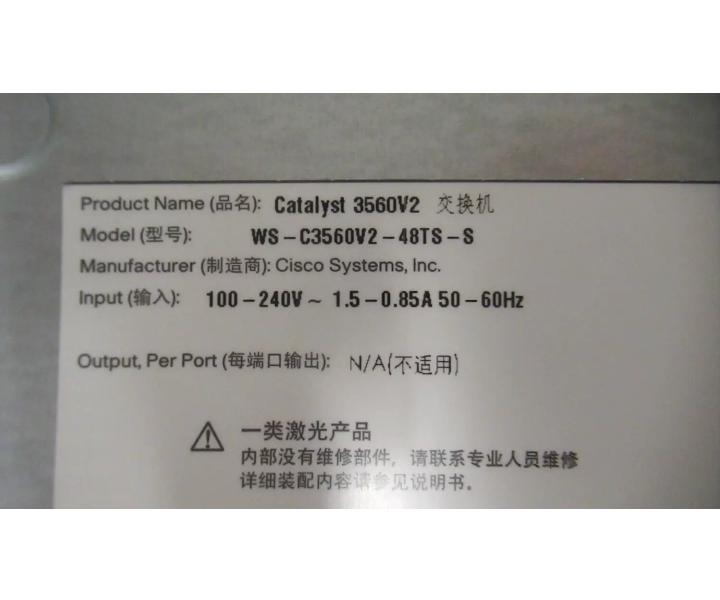 Product Name (品名): Catalyst 3560V2 交换机
Model (型号): WS-C3560V2-48TS-S
Manufacturer (制造商): Cisco Systems, Inc.
Input (输入): 100-240V~ 1.5-0.85A 50-60Hz
Output, Per Port (每端口输出): N/A(不适用)
一类激光产品
内部没有维修部件，请联系专业人员维修
详细装配内容请参见说明书.